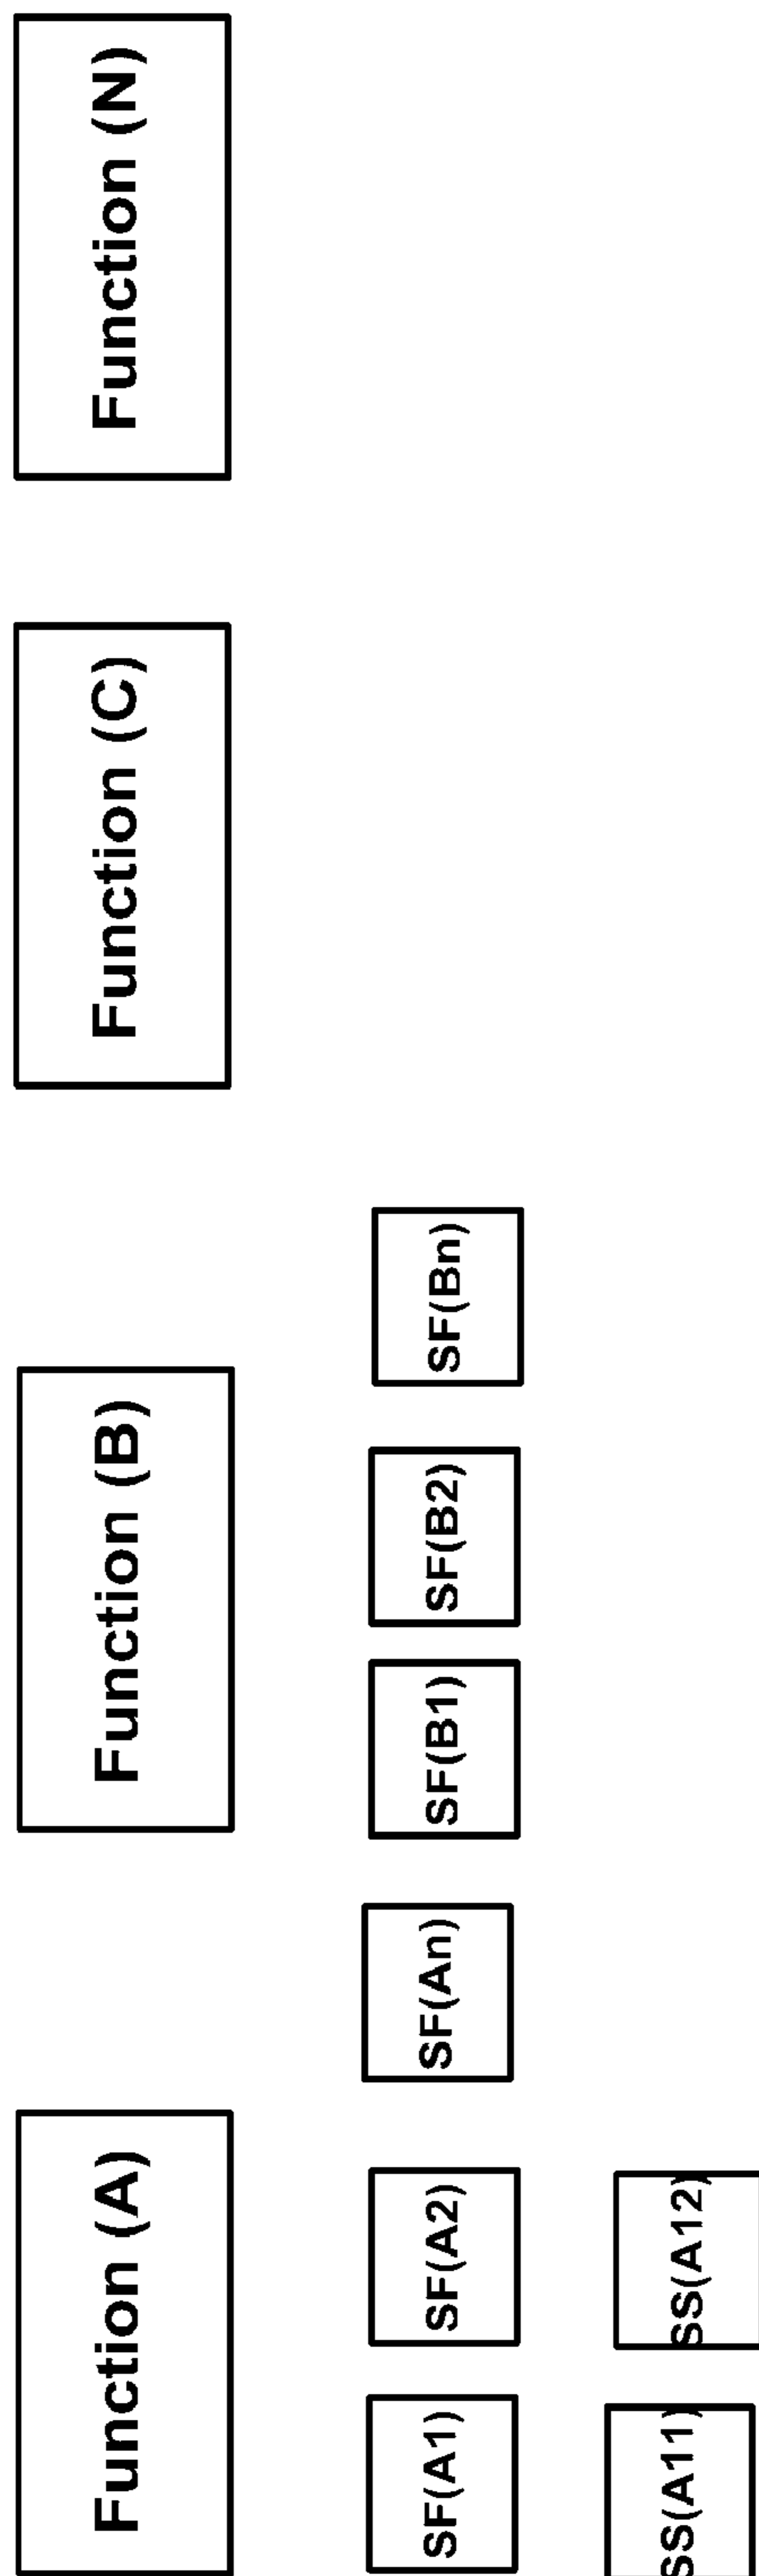 Function (A)
Function (B)
Function (C)
Function (N)
SF(A1)
SF(A2)
SF(An)
SF(B1)
SF(B2)
SF(Bn)
SS(A11)
SS(A12)